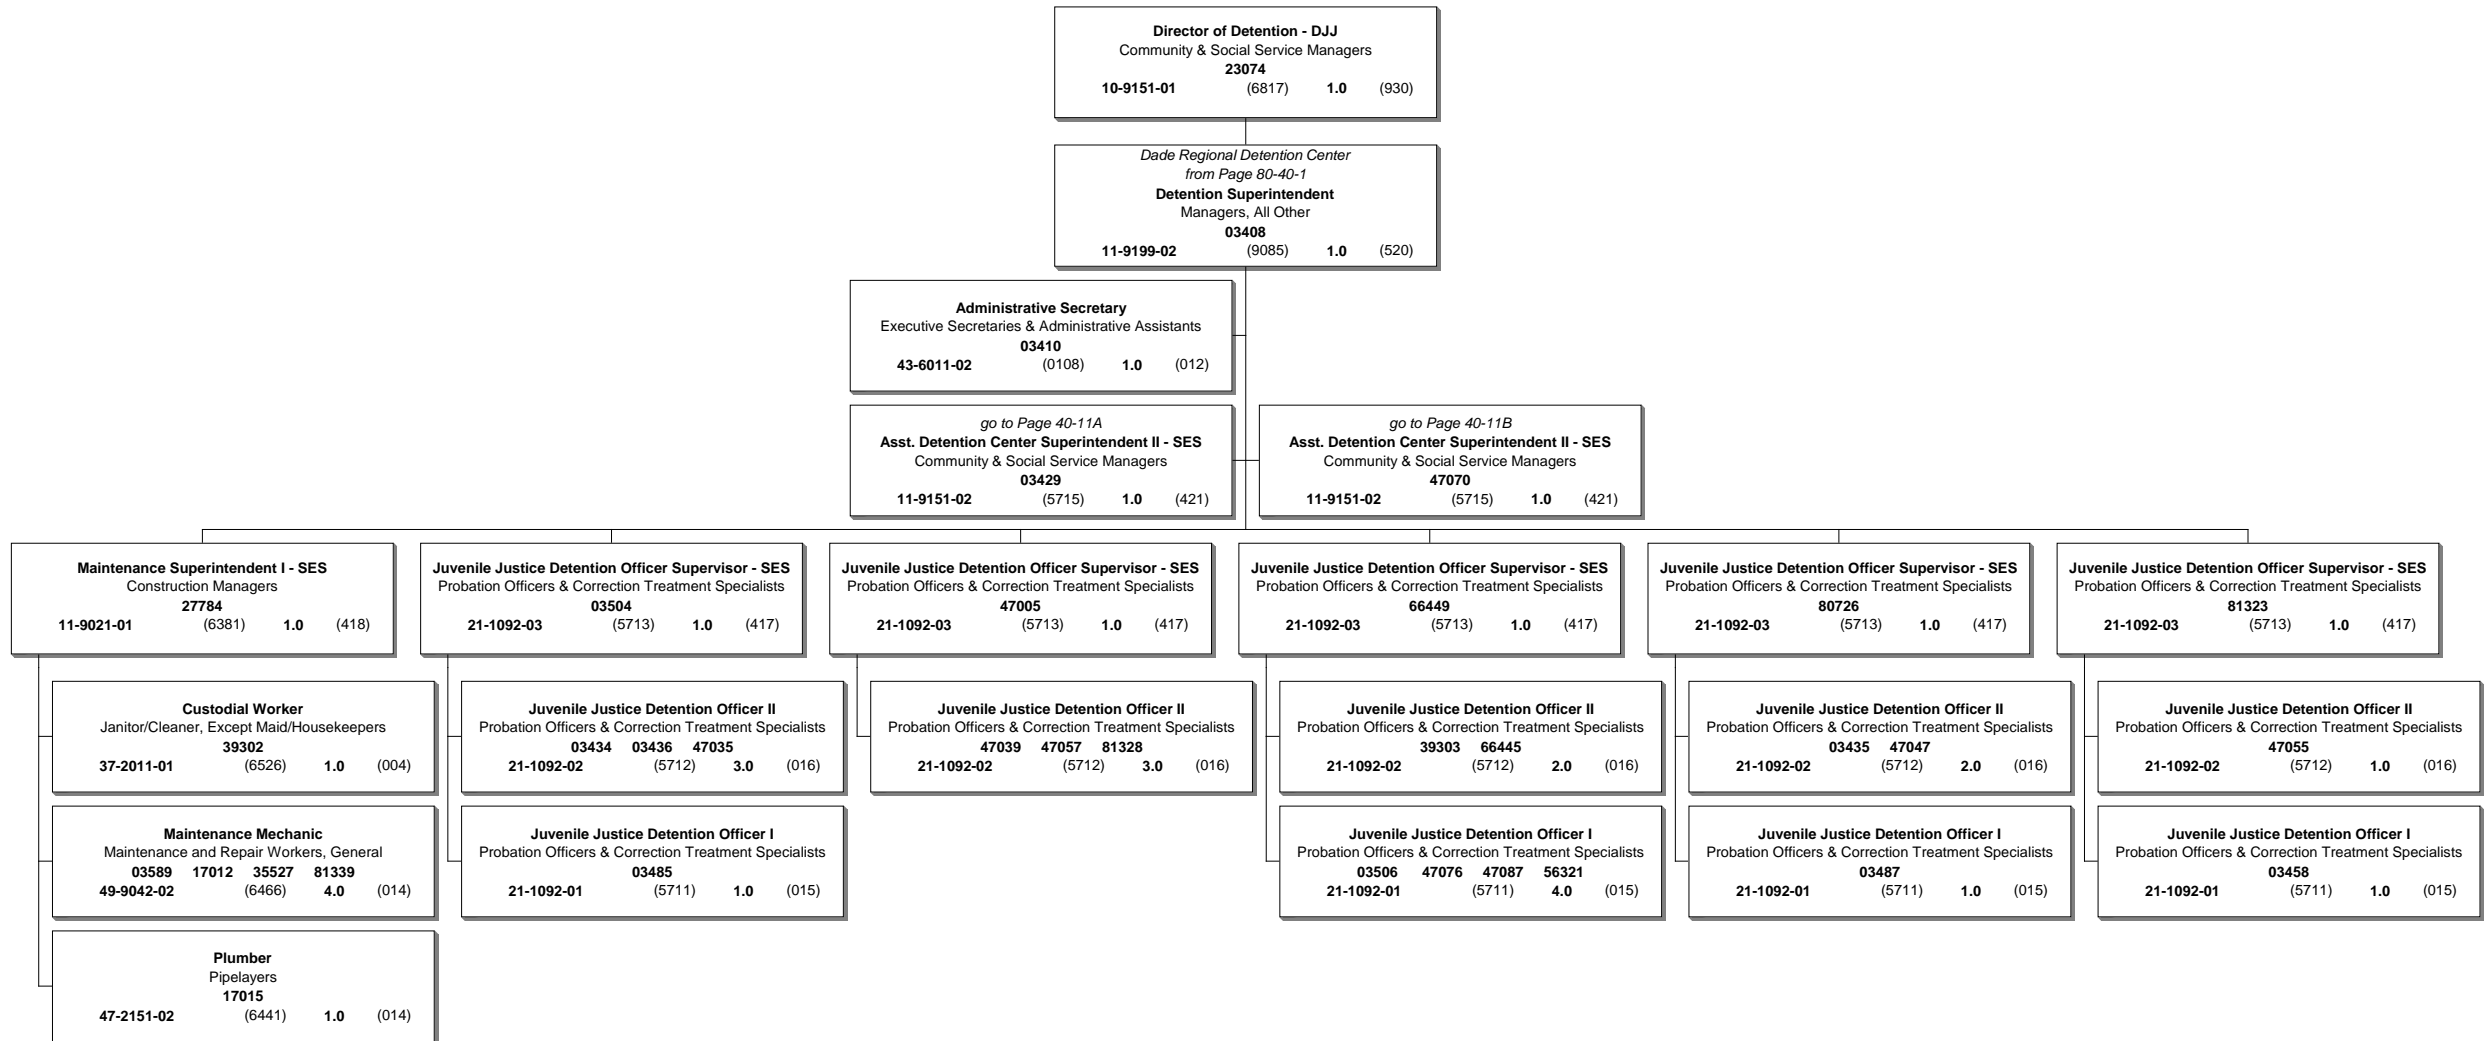 Director of Detention - DJJ
Community & Social Service Managers
23074
10-9151-01 (6817) 1.0 (930)
Dade Regional Detention Center
from Page 80-40-1
Detention Superintendent
Managers, All Other
03408
11-9199-02 (9085) 1.0 (520)
Administrative Secretary
Executive Secretaries & Administrative Assistants
03410
43-6011-02 (0108) 1.0 (012)
go to Page 40-11A
Asst. Detention Center Superintendent II - SES
Community & Social Service Managers
03429
11-9151-02 (5715) 1.0 (421)
go to Page 40-11B
Asst. Detention Center Superintendent II - SES
Community & Social Service Managers
47070
11-9151-02 (5715) 1.0 (421)
Maintenance Superintendent I - SES
Construction Managers
27784
11-9021-01 (6381) 1.0 (418)
Custodial Worker
Janitor/Cleaner, Except Maid/Housekeepers
39302
37-2011-01 (6526) 1.0 (004)
Maintenance Mechanic
Maintenance and Repair Workers, General
03589 17012 35527 81339
49-9042-02 (6466) 4.0 (014)
Plumber
Pipelayers
17015
47-2151-02 (6441) 1.0 (014)
Juvenile Justice Detention Officer Supervisor - SES
Probation Officers & Correction Treatment Specialists
03504
21-1092-03 (5713) 1.0 (417)
Juvenile Justice Detention Officer II
Probation Officers & Correction Treatment Specialists
03434 03436 47035
21-1092-02 (5712) 3.0 (016)
Juvenile Justice Detention Officer I
Probation Officers & Correction Treatment Specialists
03485
21-1092-01 (5711) 1.0 (015)
Juvenile Justice Detention Officer Supervisor - SES
Probation Officers & Correction Treatment Specialists
47005
21-1092-03 (5713) 1.0 (417)
Juvenile Justice Detention Officer II
Probation Officers & Correction Treatment Specialists
47039 47057 81328
21-1092-02 (5712) 3.0 (016)
Juvenile Justice Detention Officer Supervisor - SES
Probation Officers & Correction Treatment Specialists
66449
21-1092-03 (5713) 1.0 (417)
Juvenile Justice Detention Officer II
Probation Officers & Correction Treatment Specialists
39303 66445
21-1092-02 (5712) 2.0 (016)
Juvenile Justice Detention Officer I
Probation Officers & Correction Treatment Specialists
03506 47076 47087 56321
21-1092-01 (5711) 4.0 (015)
Juvenile Justice Detention Officer Supervisor - SES
Probation Officers & Correction Treatment Specialists
80726
21-1092-03 (5713) 1.0 (417)
Juvenile Justice Detention Officer II
Probation Officers & Correction Treatment Specialists
03435 47047
21-1092-02 (5712) 2.0 (016)
Juvenile Justice Detention Officer I
Probation Officers & Correction Treatment Specialists
03487
21-1092-01 (5711) 1.0 (015)
Juvenile Justice Detention Officer Supervisor - SES
Probation Officers & Correction Treatment Specialists
81323
21-1092-03 (5713) 1.0 (417)
Juvenile Justice Detention Officer II
Probation Officers & Correction Treatment Specialists
47055
21-1092-02 (5712) 1.0 (016)
Juvenile Justice Detention Officer I
Probation Officers & Correction Treatment Specialists
03458
21-1092-01 (5711) 1.0 (015)